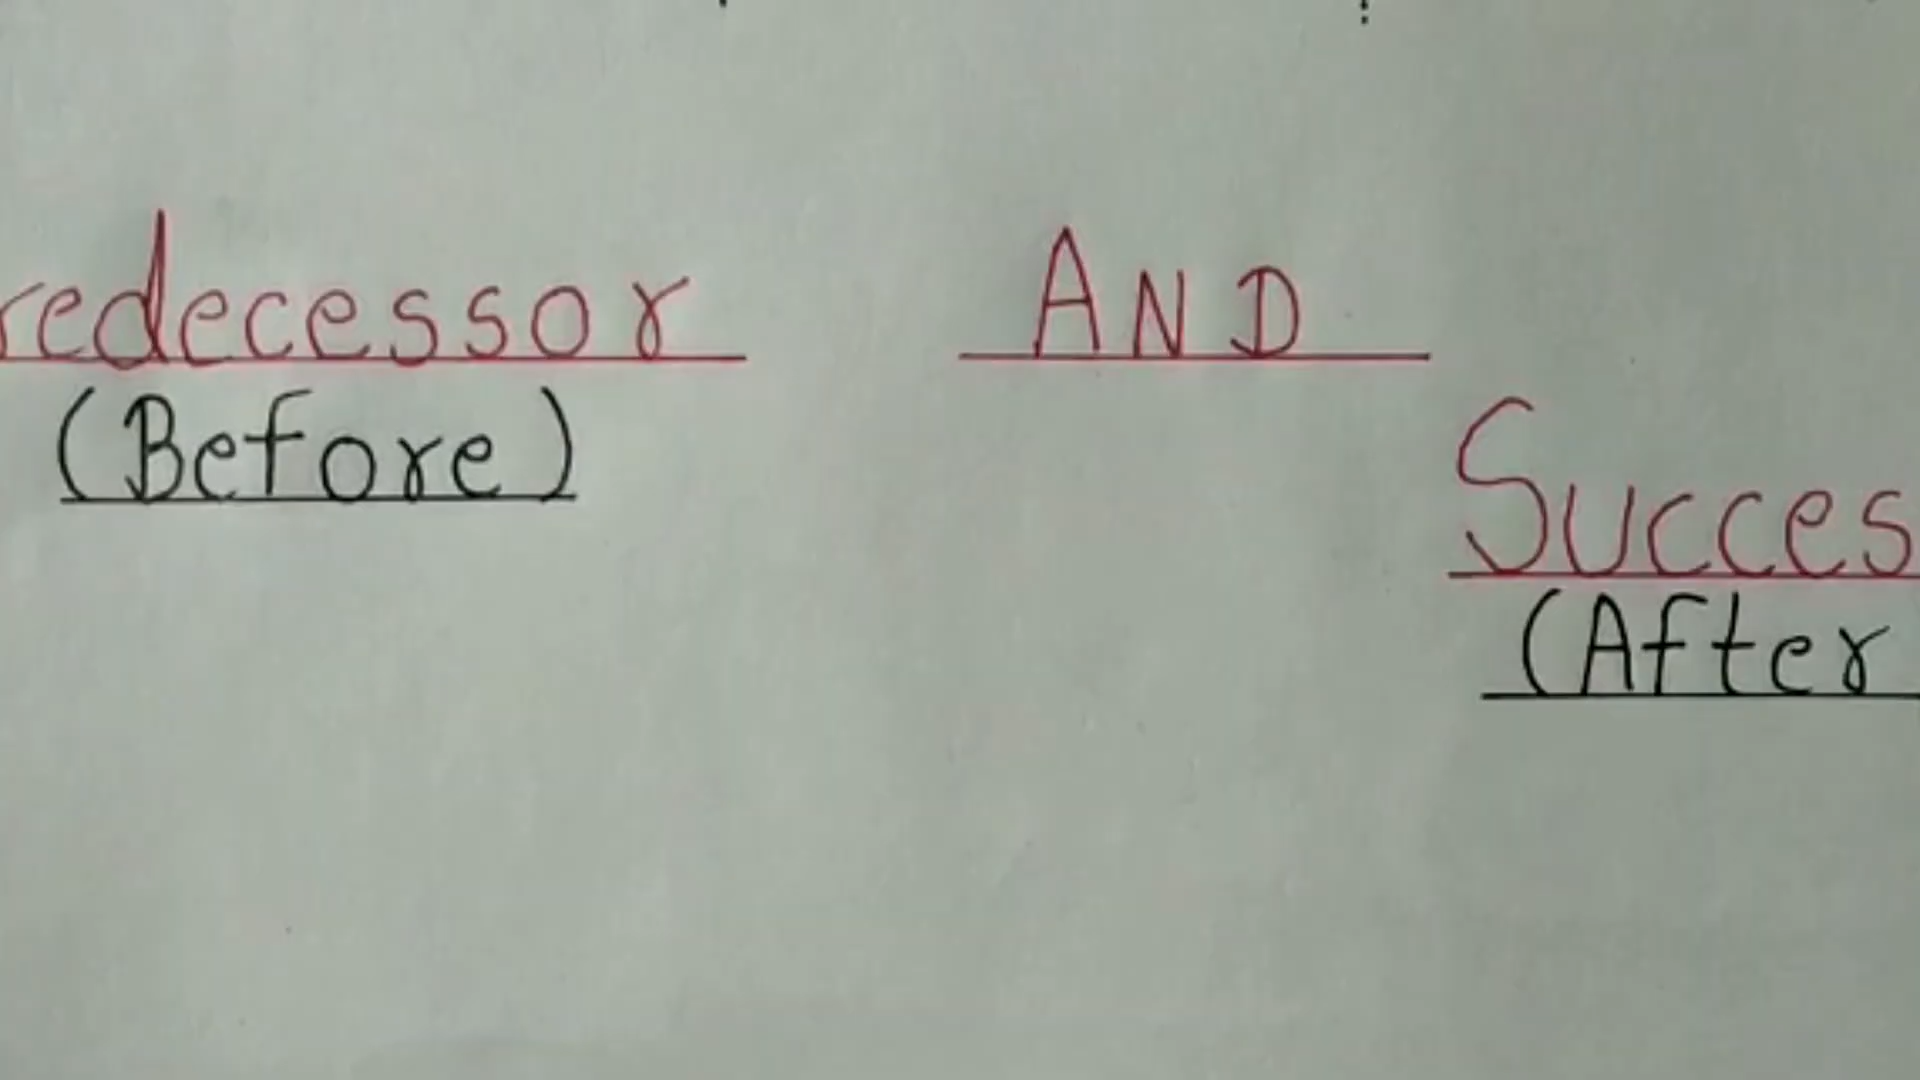 redecessor AND
(Before)
Succes
(After